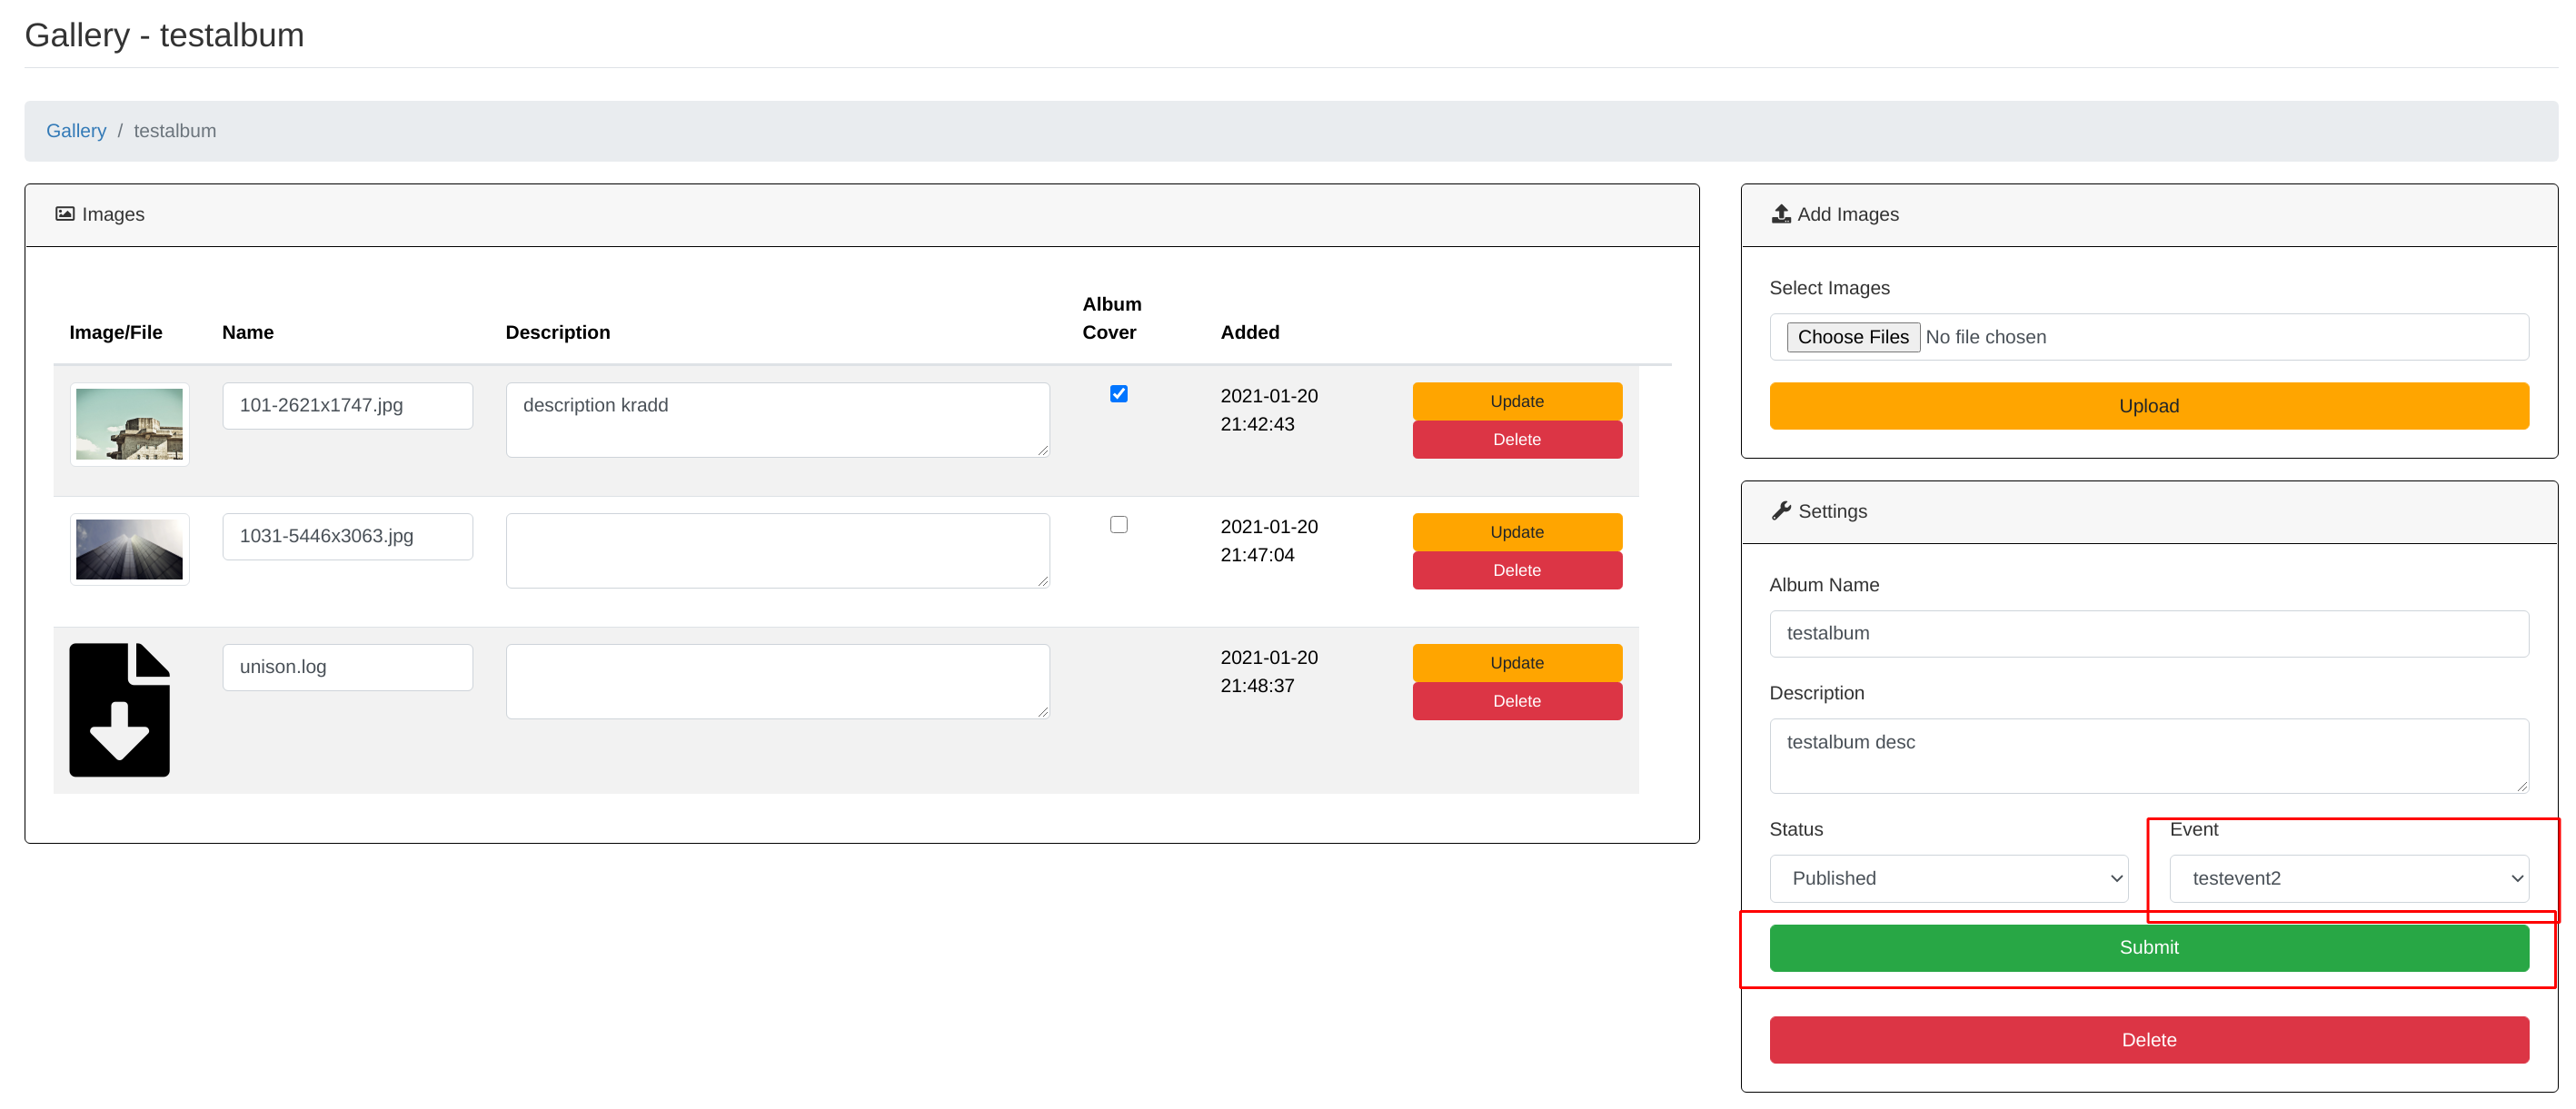 Gallery - testalbum
Gallery / testalbum
Images
Image/File Name Description Album Cover Added
101-2621x1747.jpg description kradd 2021-01-20 21:42:43 Update Delete
1031-5446x3063.jpg 2021-01-20 21:47:04 Update Delete
unison.log 2021-01-20 21:48:37 Update Delete
Add Images
Select Images
Choose Files No file chosen
Upload
Settings
Album Name
testalbum
Description
testalbum desc
Status Event
Published testevent2
Submit
Delete